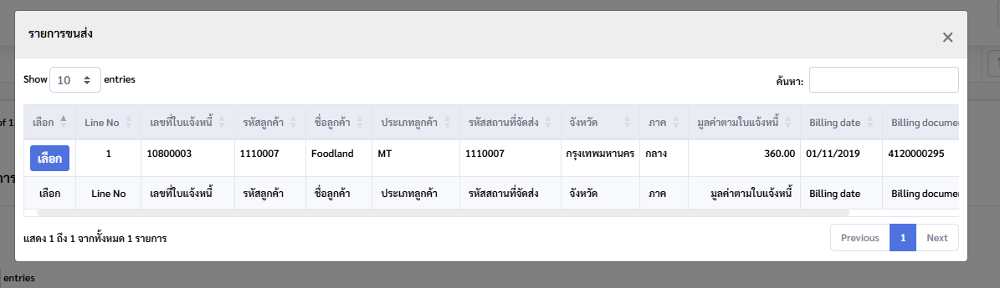 รายการขนส่ง
×
Show 10 entries
ค้นหา:
of 1
เลือก Line No เลขที่ใบแจ้งหนี้ รหัสลูกค้า ชื่อลูกค้า ประเภทลูกค้า รหัสสถานที่จัดส่ง จังหวัด ภาค มูลค่าตามใบแจ้งหนี้ Billing date Billing docume
เลือก 1 10800003 1110007 Foodland MT 1110007 กรุงเทพมหานคร กลาง 360.00 01/11/2019 4120000295
การ
เลือก Line No เลขที่ใบแจ้งหนี้ รหัสลูกค้า ชื่อลูกค้า ประเภทลูกค้า รหัสสถานที่จัดส่ง จังหวัด ภาค มูลค่าตามใบแจ้งหนี้ Billing date Billing docume
แสดง 1 ถึง 1 จากทั้งหมด 1 รายการ
Previous 1 Next
entries